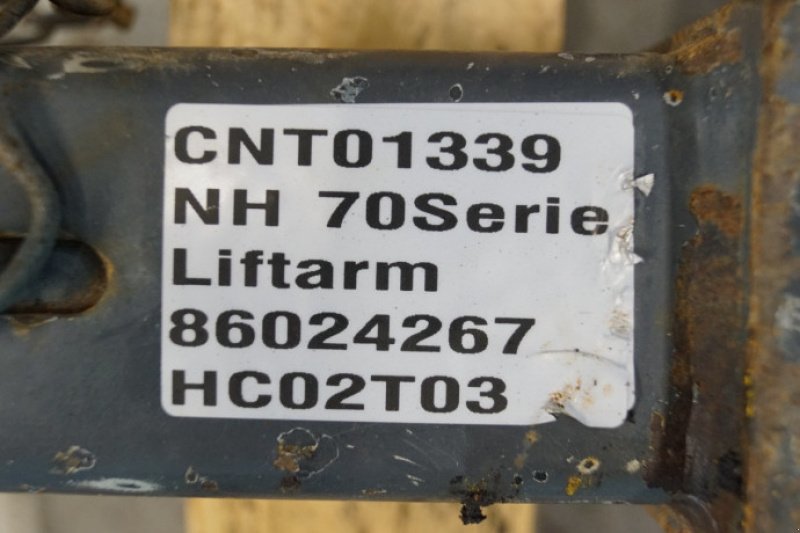 CNT01339
NH 70Serie
Liftarm
86024267
HC02T03